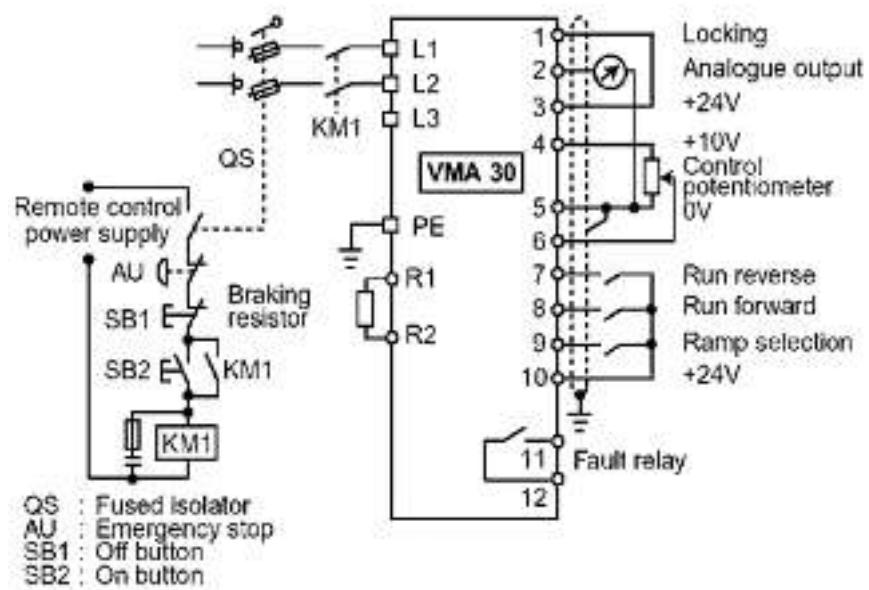 L1
L2
L3
KM1
QS
VMA 30
PE
R1
R2
Remote control
power supply
AU
SB1
SB2
KM1
KM1
Braking
resistor
1 Locking
2 Analogue output
3 +24V
4 +10V
Control
potentiometer
5 0V
6
7 Run reverse
8 Run forward
9 Ramp selection
10 +24V
11 Fault relay
12
QS : Fused isolator
AU : Emergency stop
SB1 : Off button
SB2 : On button